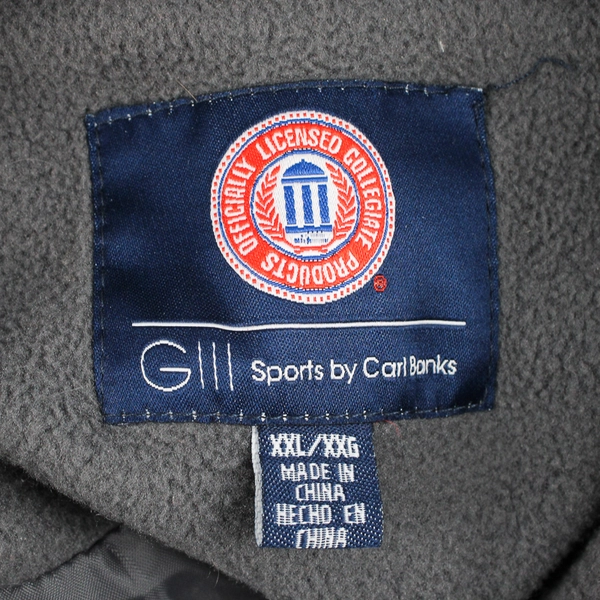 OFFICIALLY LICENSED COLLEGIATE PRODUCTS
GIII Sports by Carl Banks
XXL/XXG
MADE IN
CHINA
HECHO EN
CHINA